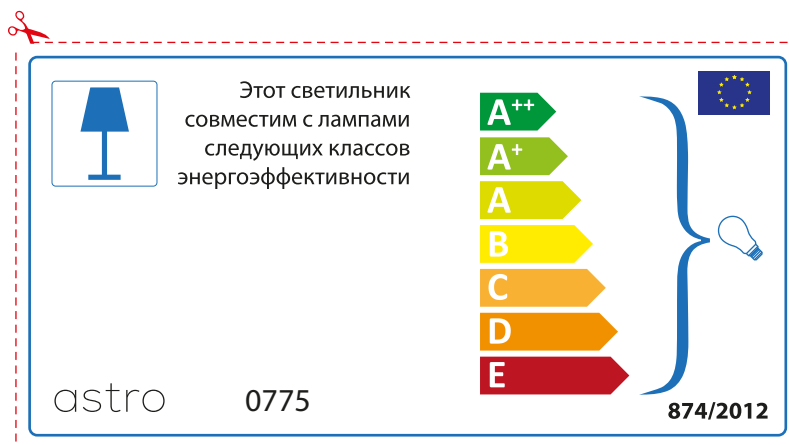 Этот светильник
совместим с лампами
следующих классов
энергоэффективности
A++
A+
A
B
C
D
E
astro 0775
874/2012